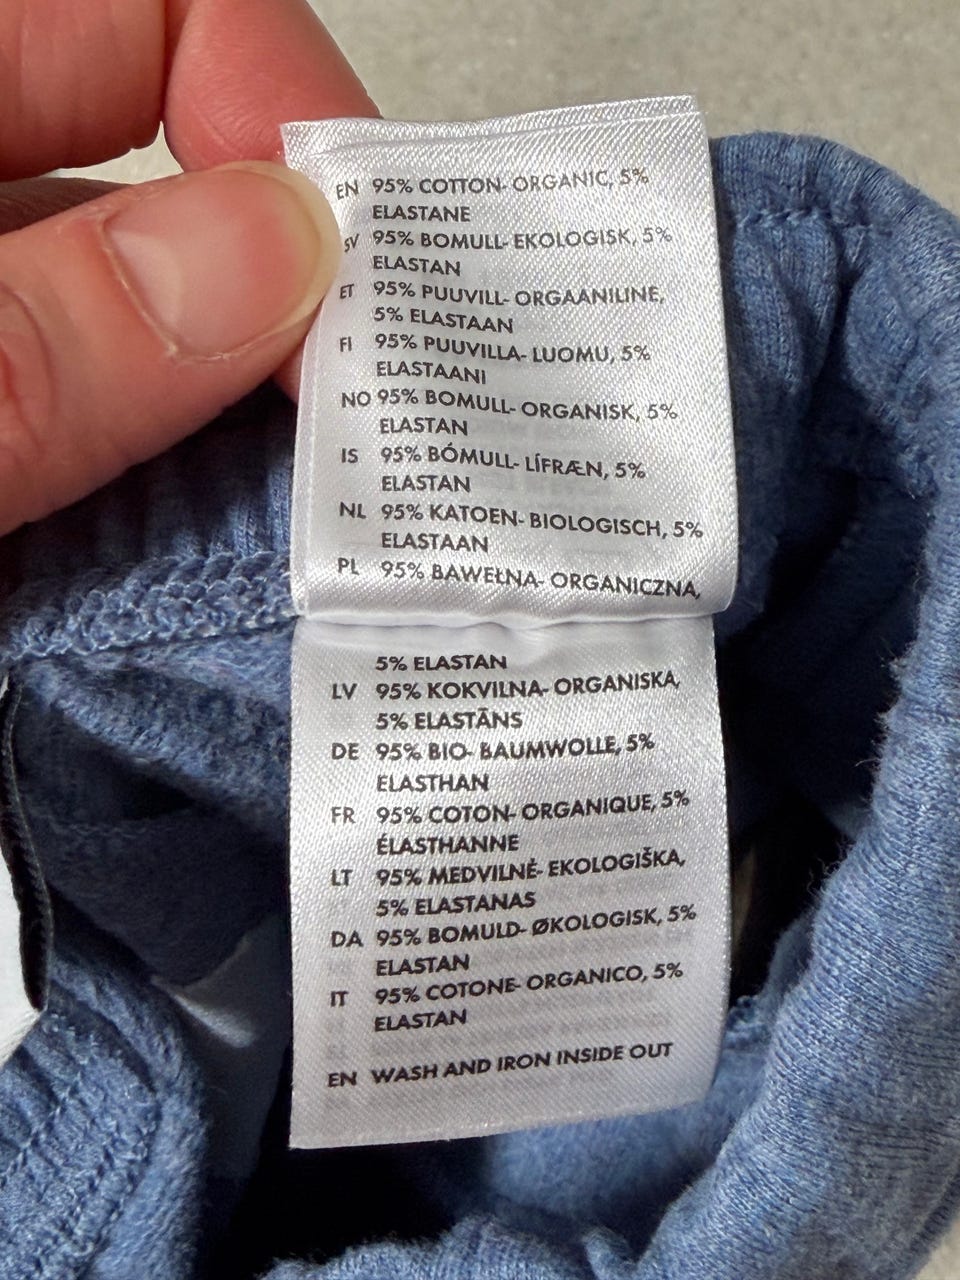 EN 95% COTTON- ORGANIC, 5%
ELASTANE
SV 95% BOMULL- EKOLOGISK, 5%
ELASTAN
ET 95% PUUVILL- ORGAANILINE,
5% ELASTAAN
FI 95% PUUVILLA- LUOMU, 5%
ELASTAANI
NO 95% BOMULL- ORGANISK, 5%
ELASTAN
IS 95% BÓMULL- LÍFRÆN, 5%
ELASTAN
NL 95% KATOEN- BIOLOGISCH, 5%
ELASTAAN
PL 95% BAWEŁNA- ORGANICZNA,
5% ELASTAN
LV 95% KOKVILNA- ORGANISKA,
5% ELASTĀNS
DE 95% BIO- BAUMWOLLE, 5%
ELASTHAN
FR 95% COTON- ORGANIQUE, 5%
ÉLASTHANNE
LT 95% MEDVILNĖ- EKOLOGIŠKA,
5% ELASTANAS
DA 95% BOMULD- ØKOLOGISK, 5%
ELASTAN
IT 95% COTONE- ORGANICO, 5%
ELASTAN
EN WASH AND IRON INSIDE OUT